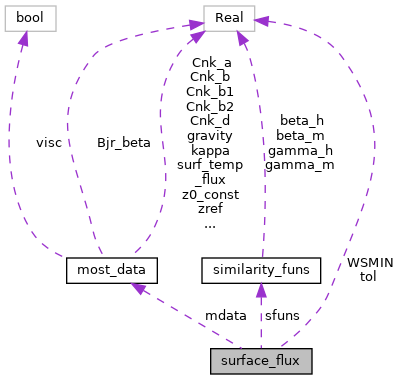 bool
Real
Cnk_a
Cnk_b
Cnk_b1
Cnk_b2
Cnk_d
gravity
kappa
surf_temp
_flux
z0_const
zref
...
beta_h
beta_m
gamma_h
gamma_m
visc
Bjr_beta
most_data
similarity_funs
WSMIN
tol
mdata
sfuns
surface_flux